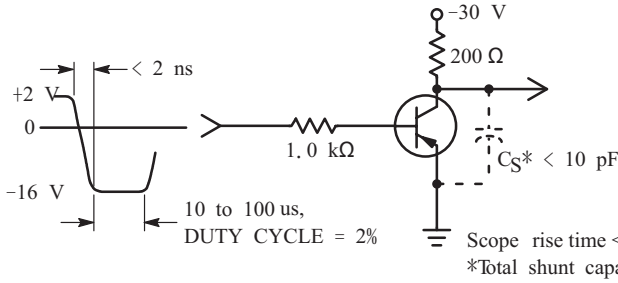 −30 V
200 Ω
< 2 ns
+2 V
0
1.0 kΩ
CS* < 10 pF
−16 V
10 to 100 us,
DUTY CYCLE = 2%
Scope rise time <
*Total shunt